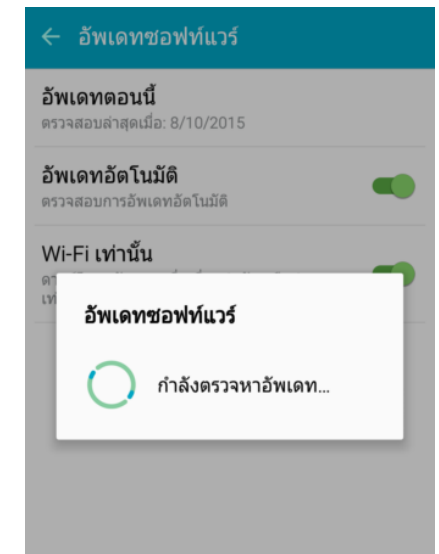 อัพเดทซอฟท์แวร์
อัพเดทตอนนี้
ตรวจสอบล่าสุดเมื่อ: 8/10/2015
อัพเดทอัตโนมัติ
ตรวจสอบการอัพเดทอัตโนมัติ
Wi-Fi เท่านั้น
อัพเดทซอฟท์แวร์
กำลังตรวจหาอัพเดท...